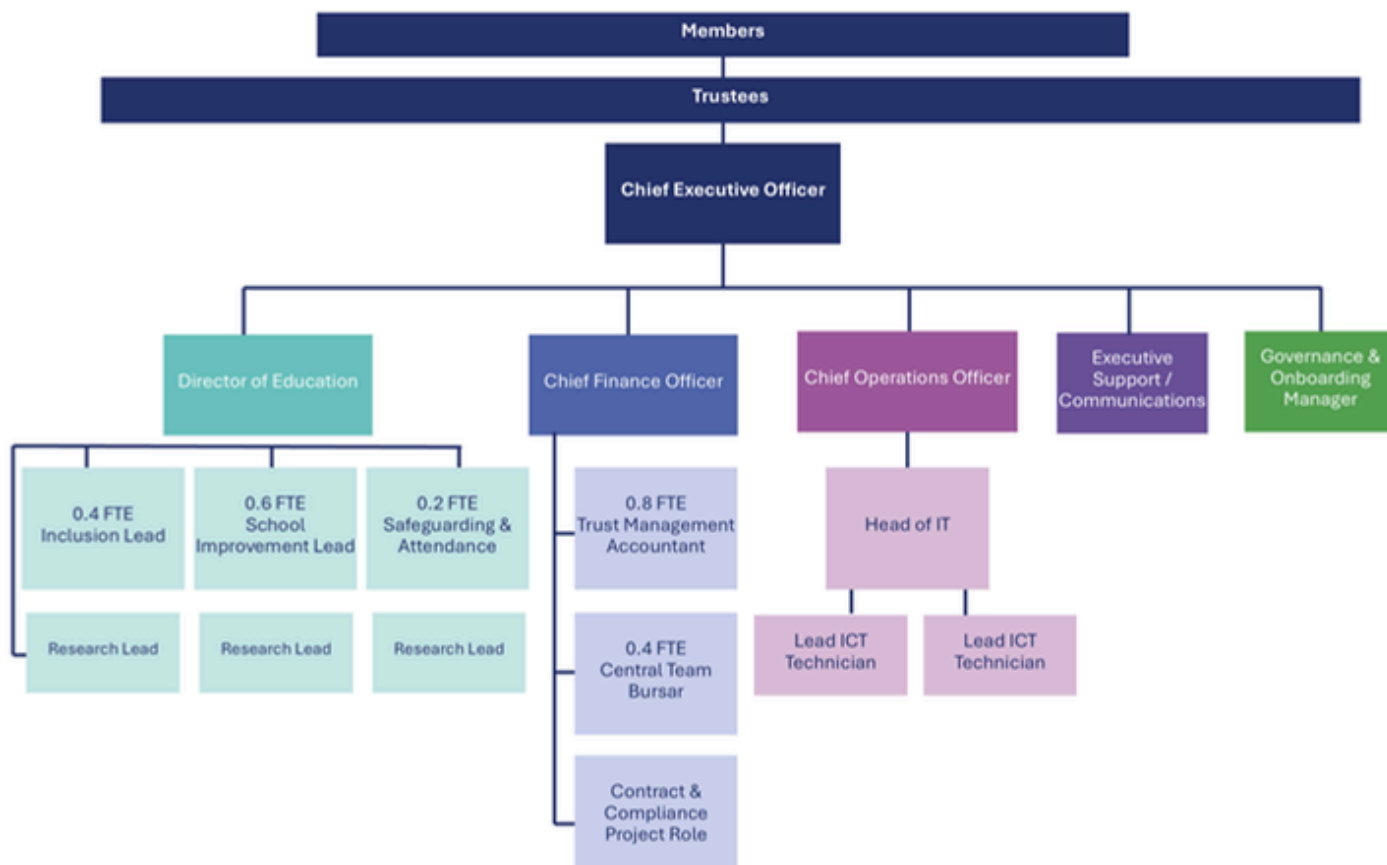 Members
Trustees
Chief Executive Officer
Director of Education
Chief Finance Officer
Chief Operations Officer
Executive
Support /
Communications
Governance &
Onboarding
Manager
0.4 FTE
Inclusion Lead
0.6 FTE
School
Improvement Lead
0.2 FTE
Safeguarding &
Attendance
0.8 FTE
Trust Management
Accountant
Head of IT
Research Lead
Research Lead
Research Lead
0.4 FTE
Central Team
Bursar
Lead ICT
Technician
Lead ICT
Technician
Contract &
Compliance
Project Role